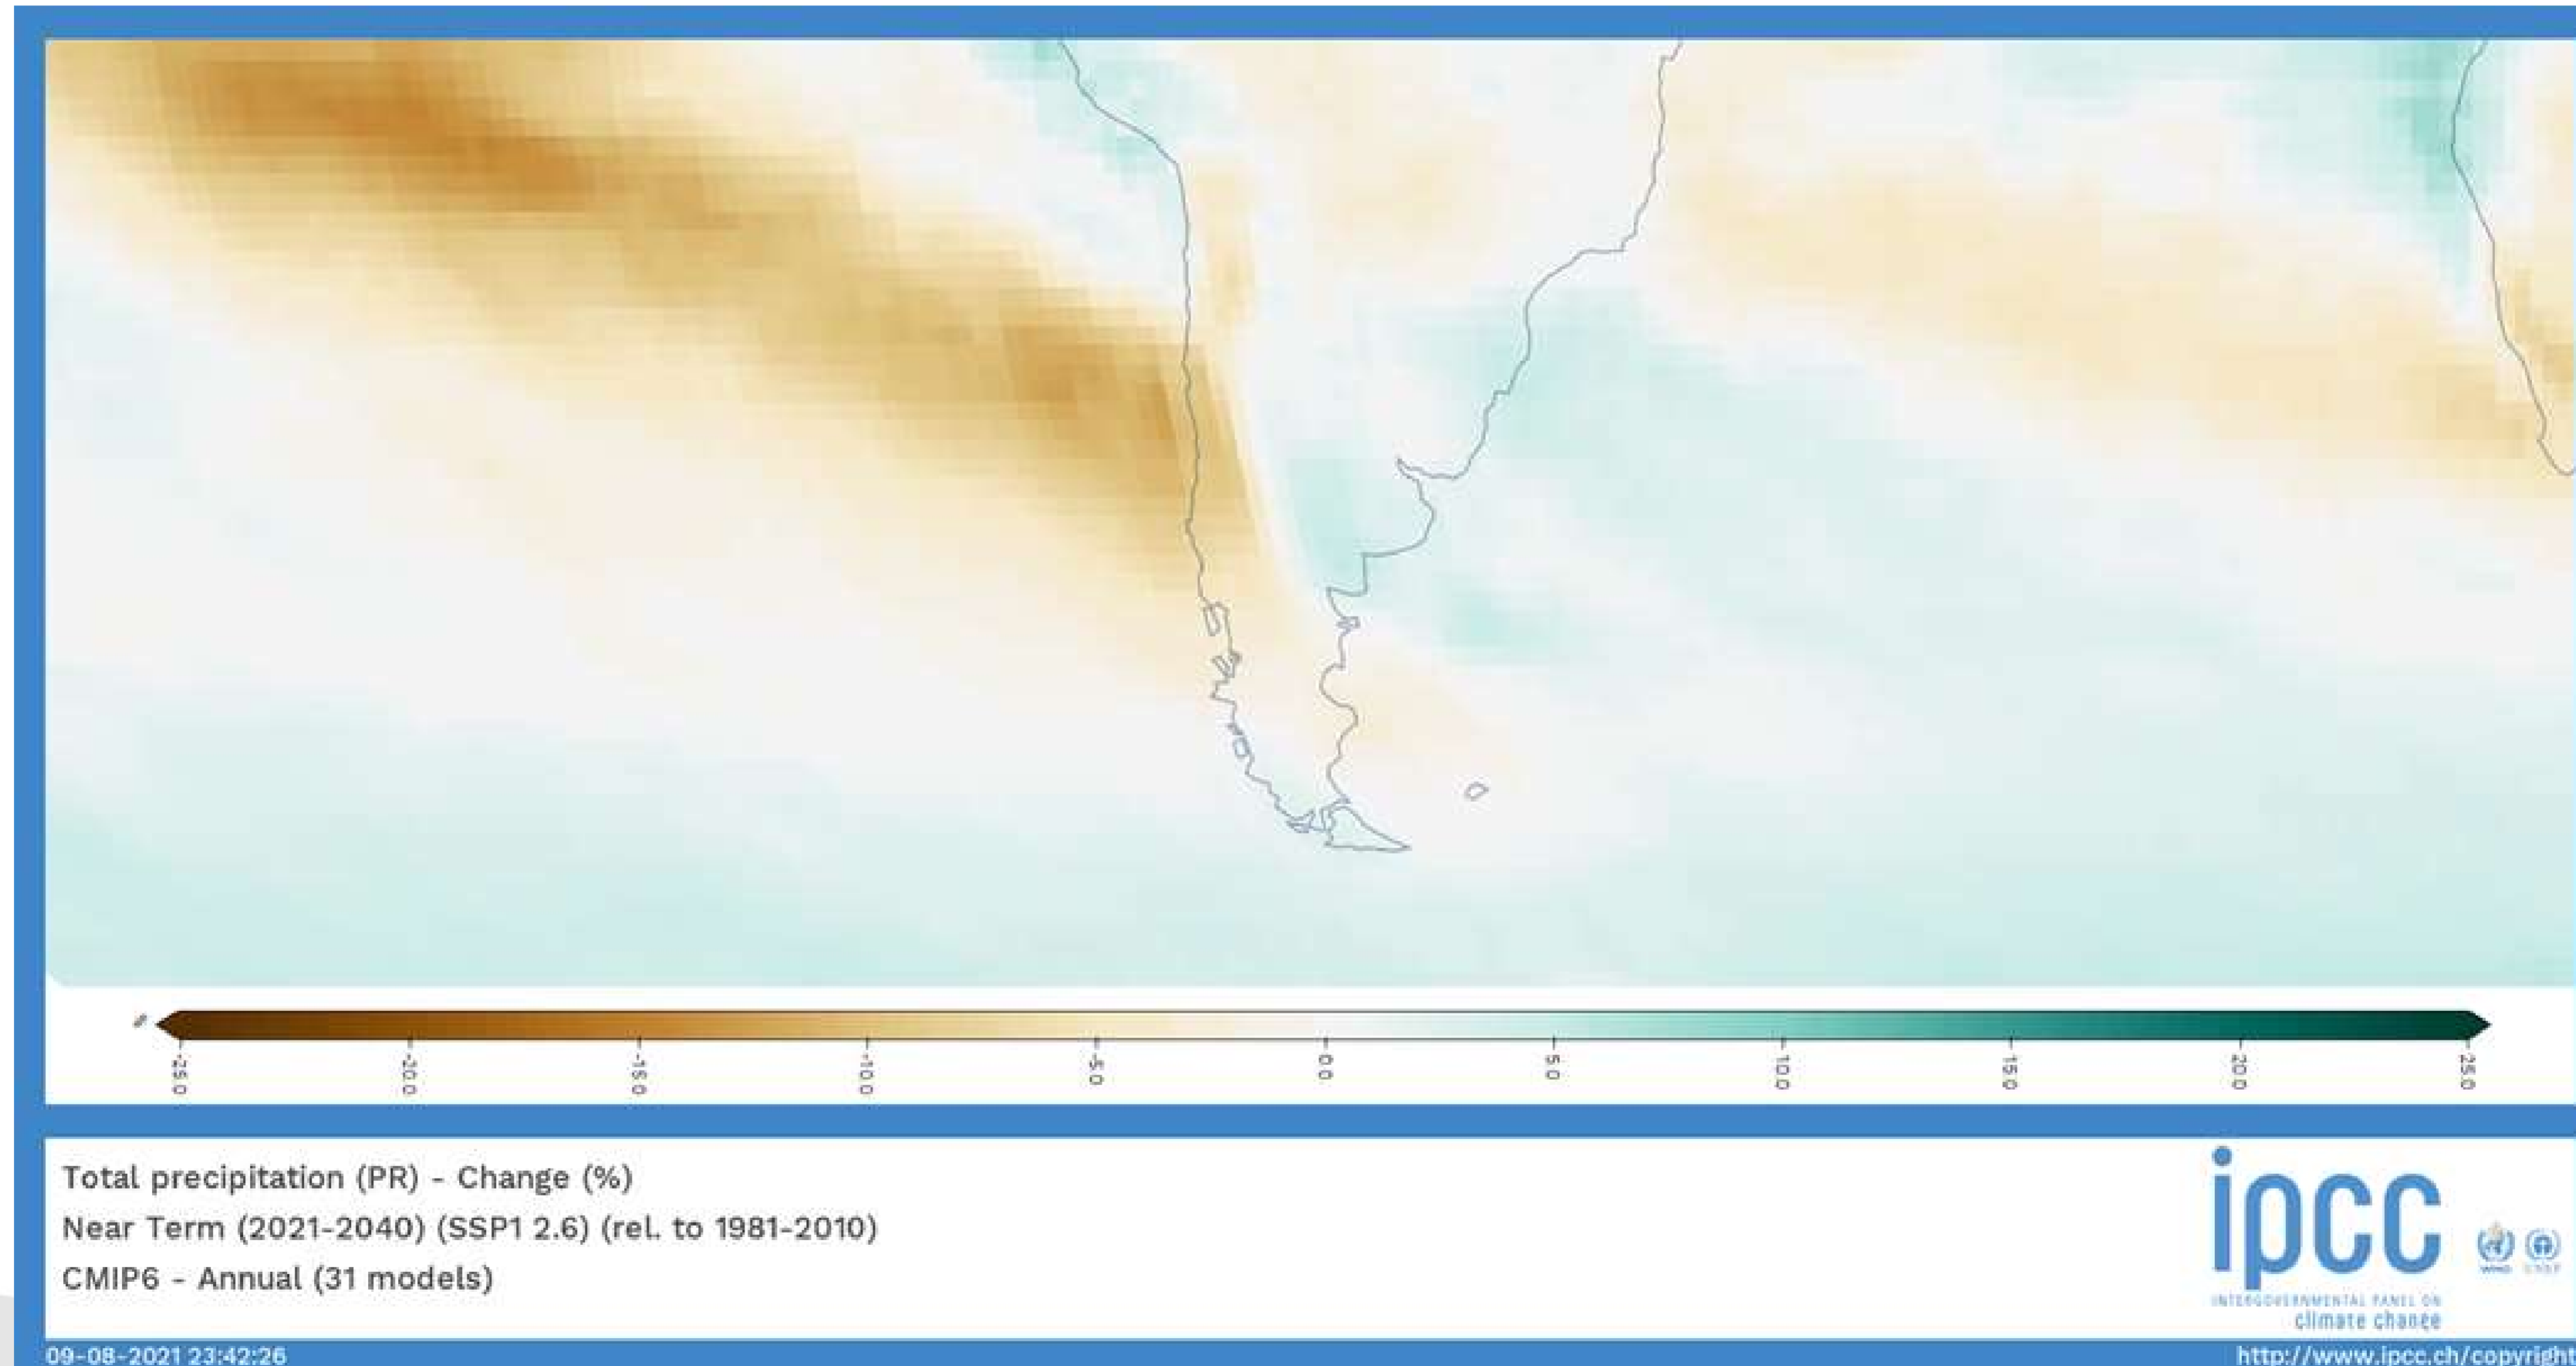 %
-25.0
-20.0
-15.0
-10.0
-5.0
0.0
5.0
10.0
15.0
20.0
25.0
Total precipitation (PR) - Change (%)
Near Term (2021-2040) (SSP1 2.6) (rel. to 1981-2010)
CMIP6 - Annual (31 models)
ipcc
INTERGOVERNMENTAL PANEL ON
climate change
WMO
UNEP
09-08-2021 23:42:26
http://www.ipcc.ch/copyright